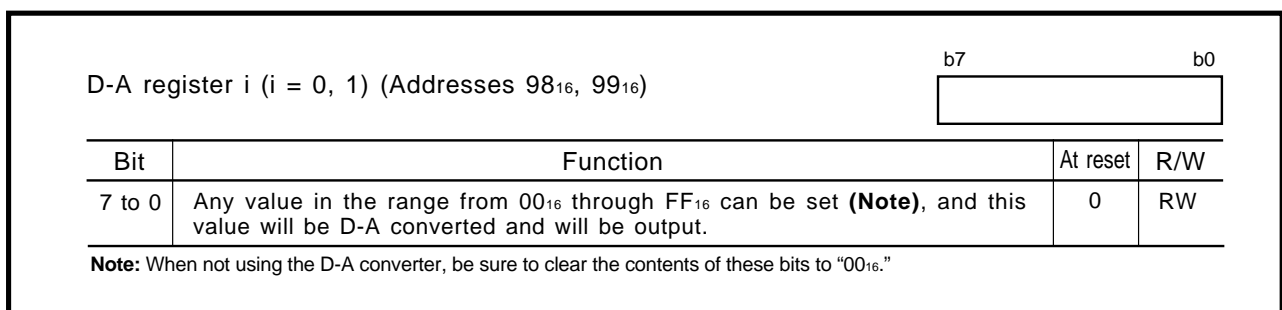 b7 b0
D-A register i (i = 0, 1) (Addresses 98₁₆, 99₁₆)
Bit Function At reset R/W
7 to 0 Any value in the range from 00₁₆ through FF₁₆ can be set (Note), and this 0 RW
value will be D-A converted and will be output.
Note: When not using the D-A converter, be sure to clear the contents of these bits to “00₁₆.”